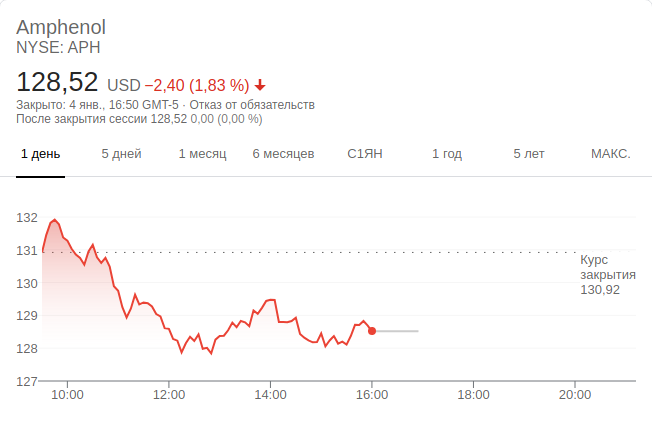 Amphenol
NYSE: APH
128,52 USD −2,40 (1,83 %)
Закрыто: 4 янв., 16:50 GMT-5 · Отказ от обязательств
После закрытия сессии 128,52 0,00 (0,00 %)
1 день 5 дней 1 месяц 6 месяцев С1ЯН 1 год 5 лет МАКС.
132
131
Курс
закрытия
130,92
130
129
128
127
10:00 12:00 14:00 16:00 18:00 20:00